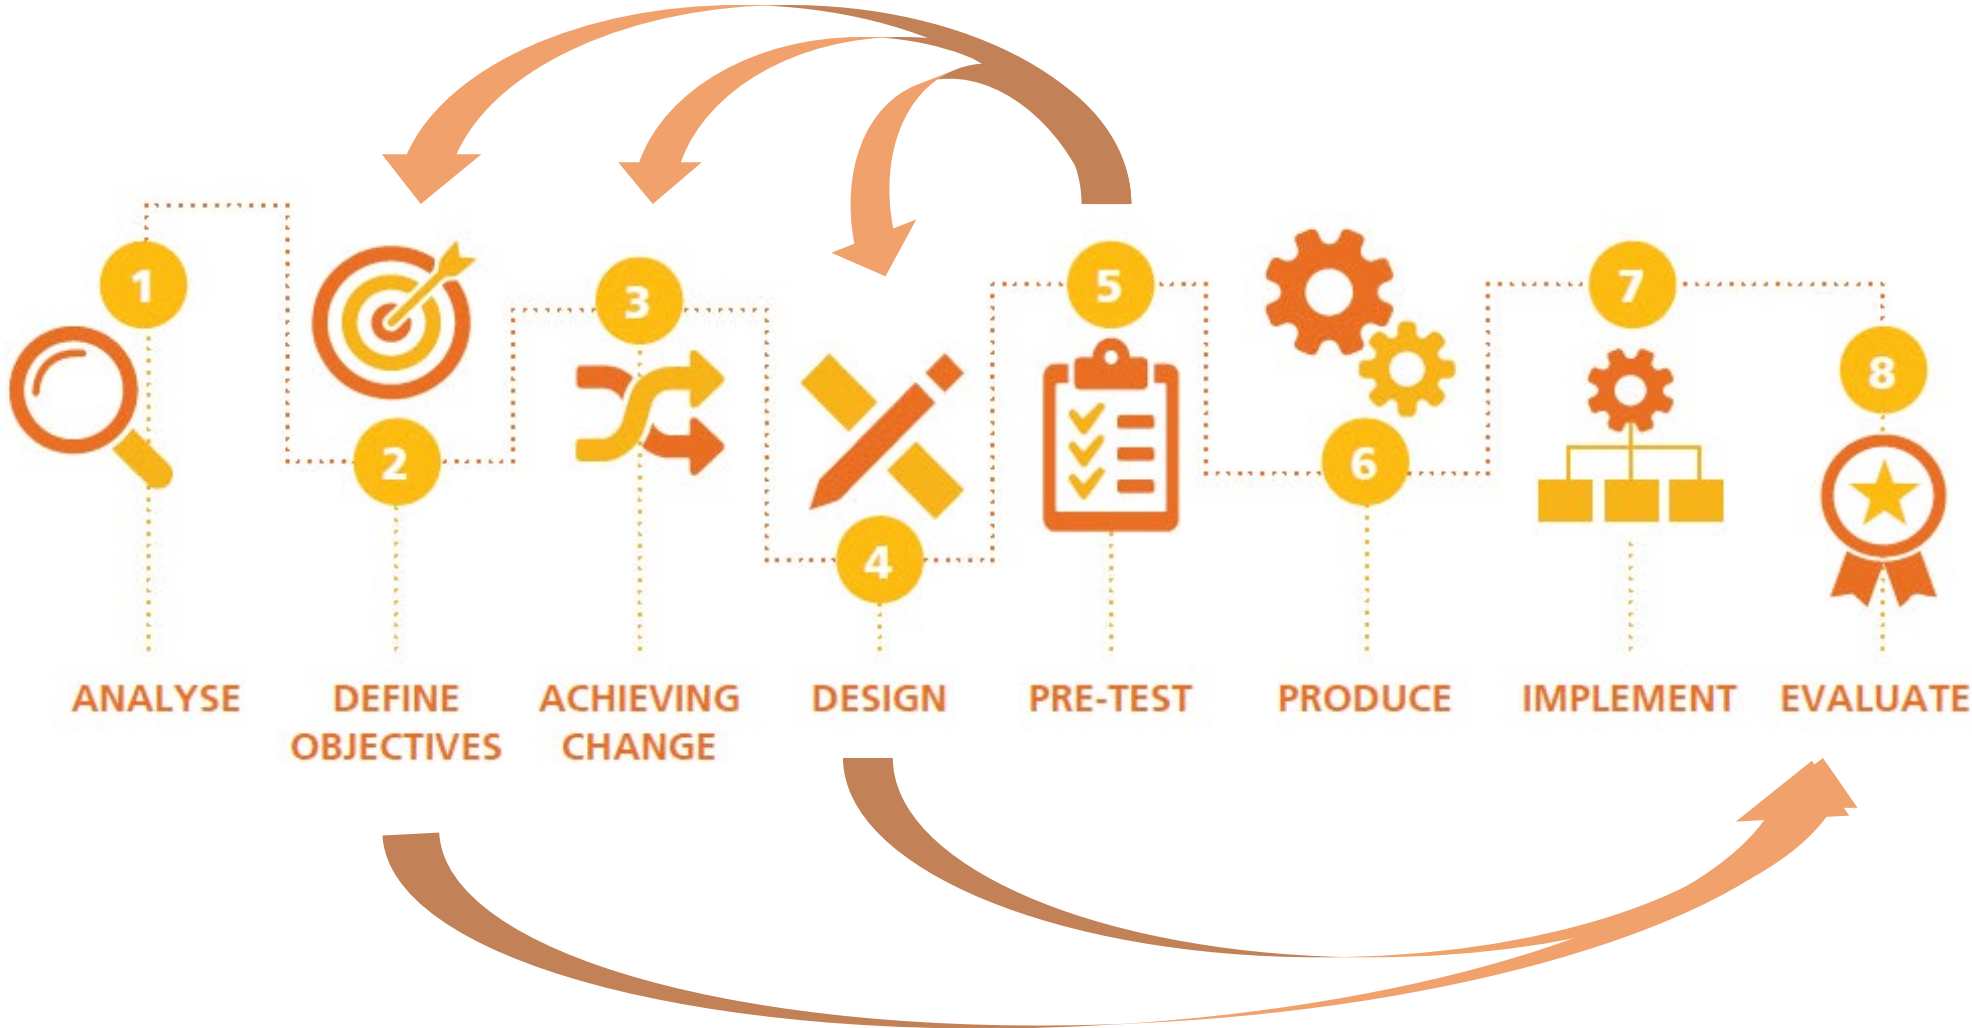 1
2
3
4
5
6
7
8
ANALYSE
DEFINE
OBJECTIVES
ACHIEVING
CHANGE
DESIGN
PRE-TEST
PRODUCE
IMPLEMENT
EVALUATE